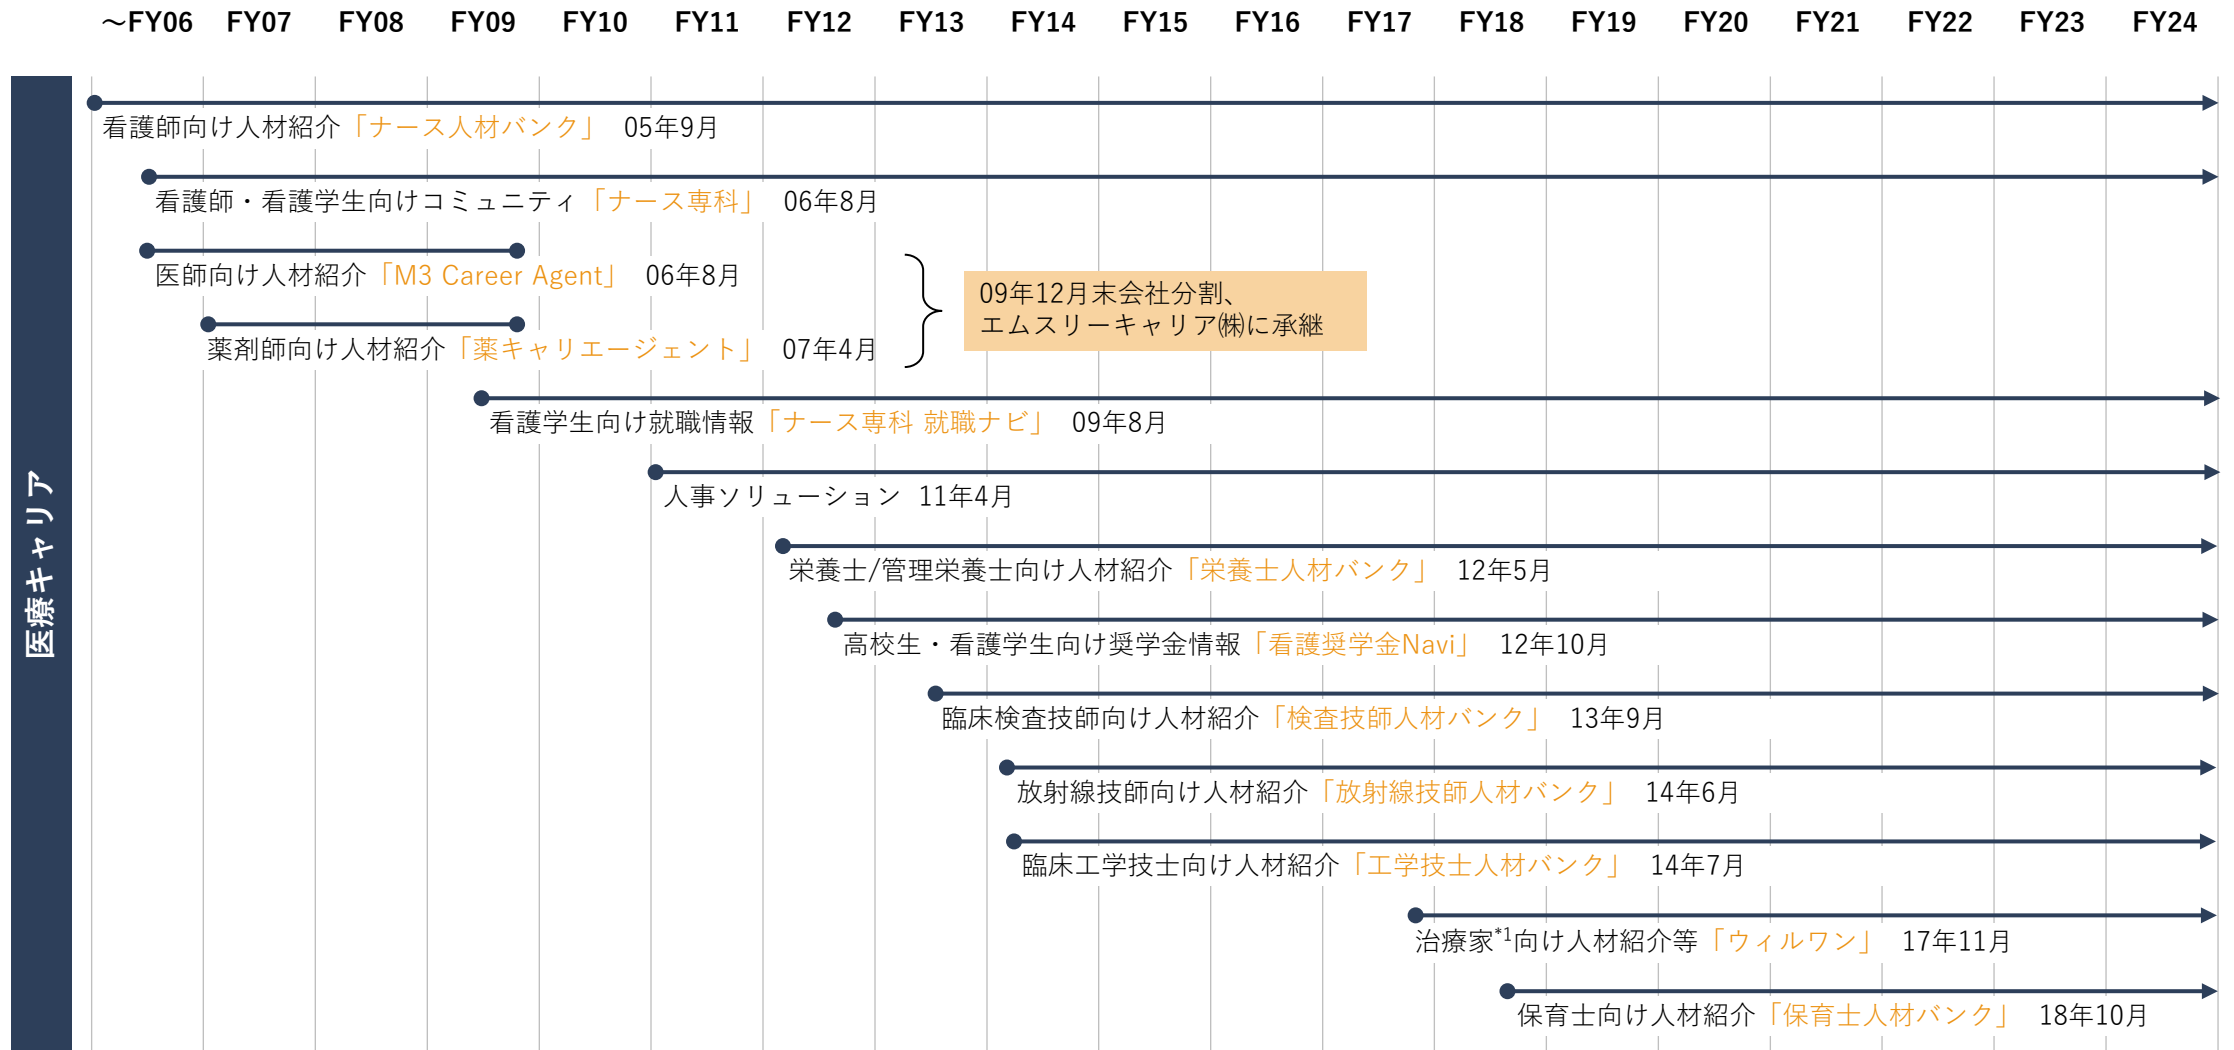 ～FY06 FY07 FY08 FY09 FY10 FY11 FY12 FY13 FY14 FY15 FY16 FY17 FY18 FY19 FY20 FY21 FY22 FY23 FY24
医療キャリア
看護師向け人材紹介「ナース人材バンク」 05年9月
看護師・看護学生向けコミュニティ「ナース専科」 06年8月
医師向け人材紹介「M3 Career Agent」 06年8月
薬剤師向け人材紹介「薬キャリエージェント」 07年4月
09年12月末会社分割、
エムスリーキャリア㈱に承継
看護学生向け就職情報「ナース専科 就職ナビ」 09年8月
人事ソリューション 11年4月
栄養士/管理栄養士向け人材紹介「栄養士人材バンク」 12年5月
高校生・看護学生向け奨学金情報「看護奨学金Navi」 12年10月
臨床検査技師向け人材紹介「検査技師人材バンク」 13年9月
放射線技師向け人材紹介「放射線技師人材バンク」 14年6月
臨床工学技士向け人材紹介「工学技士人材バンク」 14年7月
治療家*1向け人材紹介等「ウィルワン」 17年11月
保育士向け人材紹介「保育士人材バンク」 18年10月